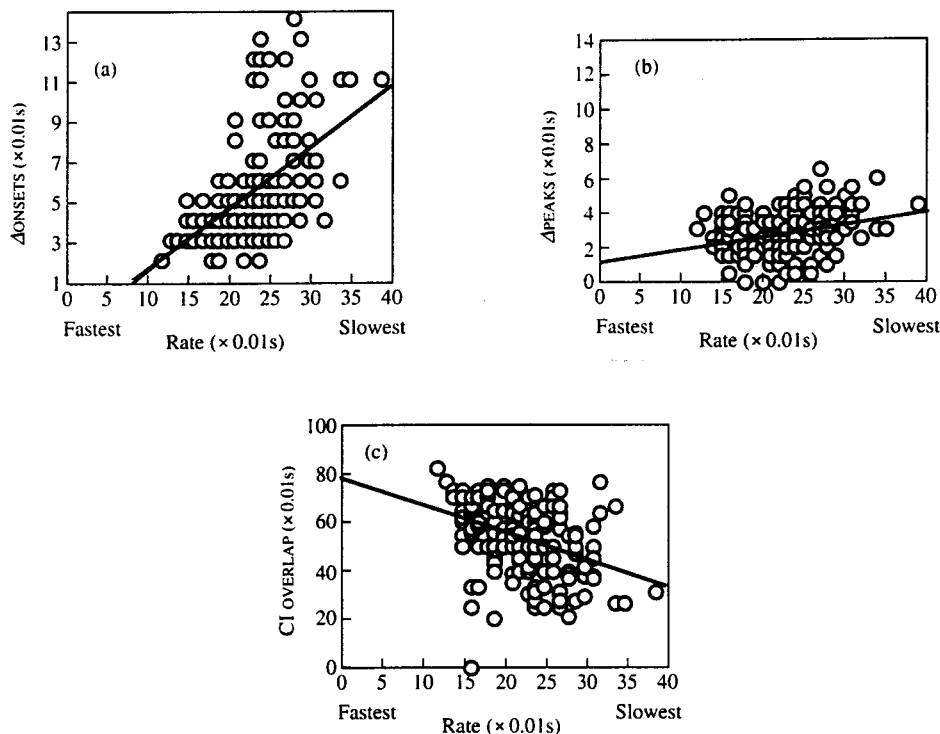 (a)
ΔONSETS (×0.01s)
13
11
9
7
5
3
1
0 5 10 15 20 25 30 35 40
Fastest Slowest
Rate (×0.01s)
(b)
ΔPEAKS (×0.01s)
14
12
10
8
6
4
2
0
0 5 10 15 20 25 30 35 40
Fastest Slowest
Rate (×0.01s)
(c)
CI OVERLAP (×0.01s)
100
80
60
40
20
0
0 5 10 15 20 25 30 35 40
Fastest Slowest
Rate (×0.01s)